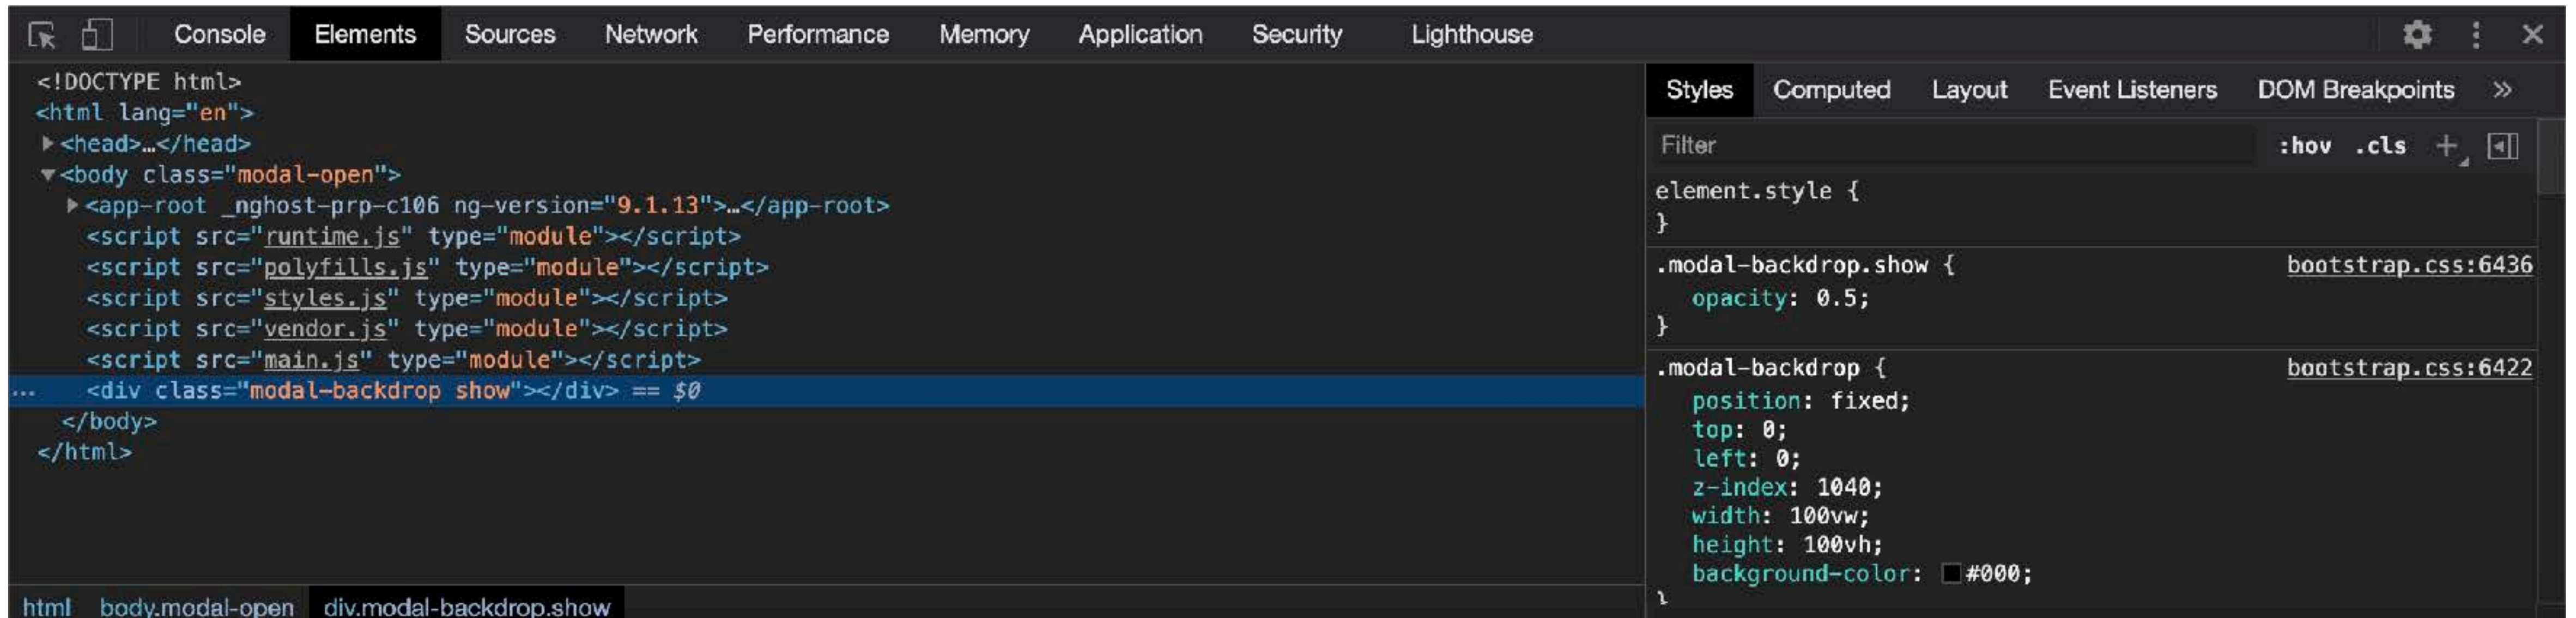 Console Elements Sources Network Performance Memory Application Security Lighthouse
<!DOCTYPE html>
<html lang="en">
<head>…</head>
<body class="modal-open">
<app-root _nghost-prp-c106 ng-version="9.1.13">…</app-root>
<script src="runtime.js" type="module"></script>
<script src="polyfills.js" type="module"></script>
<script src="styles.js" type="module"></script>
<script src="vendor.js" type="module"></script>
<script src="main.js" type="module"></script>
… <div class="modal-backdrop show"></div> == $0
</body>
</html>
html body.modal-open div.modal-backdrop.show
Styles Computed Layout Event Listeners DOM Breakpoints »
Filter :hov .cls +
element.style {
}
.modal-backdrop.show { bootstrap.css:6436
opacity: 0.5;
}
.modal-backdrop { bootstrap.css:6422
position: fixed;
top: 0;
left: 0;
z-index: 1040;
width: 100vw;
height: 100vh;
background-color: #000;
}